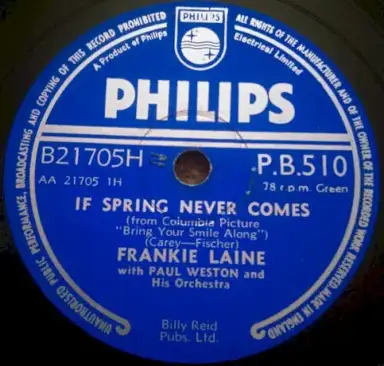 UNAUTHORISED PUBLIC PERFORMANCE, BROADCASTING AND COPYING OF THIS RECORD PROHIBITED
ALL RIGHTS OF THE MANUFACTURER AND OF THE OWNER OF THE RECORDED WORK RESERVED. MADE IN ENGLAND
PHILIPS
A Product of Philips
Electrical Limited
PHILIPS
B21705H
P.B.510
AA 21705 1H
78 r.p.m. Green
IF SPRING NEVER COMES
(from Columbia Picture
"Bring Your Smile Along")
(Carey—Fischer)
FRANKIE LAINE
with PAUL WESTON and
His Orchestra
Billy Reid
Pubs. Ltd.